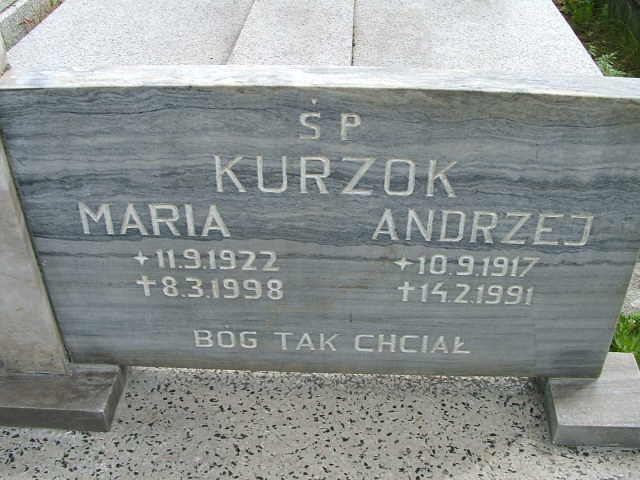 ŚP
KURZOK
MARIA ANDRZEJ
*11.9.1922 *10.9.1917
†8.3.1998 †14.2.1991
BÓG TAK CHCIAŁ